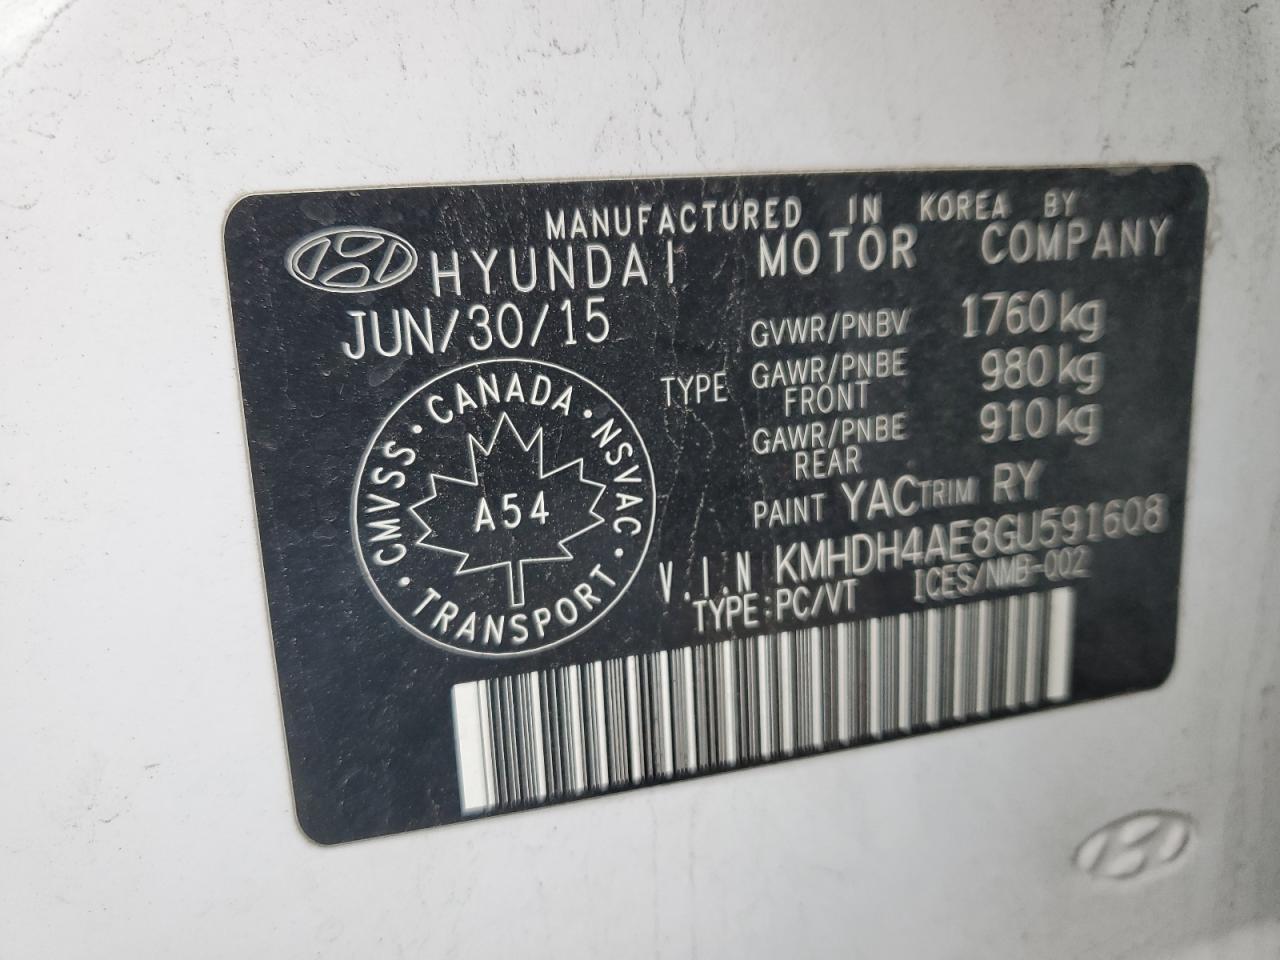 MANUFACTURED IN KOREA BY
HYUNDAI MOTOR COMPANY
JUN/30/15
GVWR/PNBV 1760kg
TYPE GAWR/PNBE FRONT 980kg
GAWR/PNBE REAR 910kg
PAINT YAC TRIM RY
V.I.N KMHDH4AE8GU591608
TYPE:PC/VT ICES/NMB-002
CMVSS · CANADA · NSVAC · TRANSPORT ·
A54